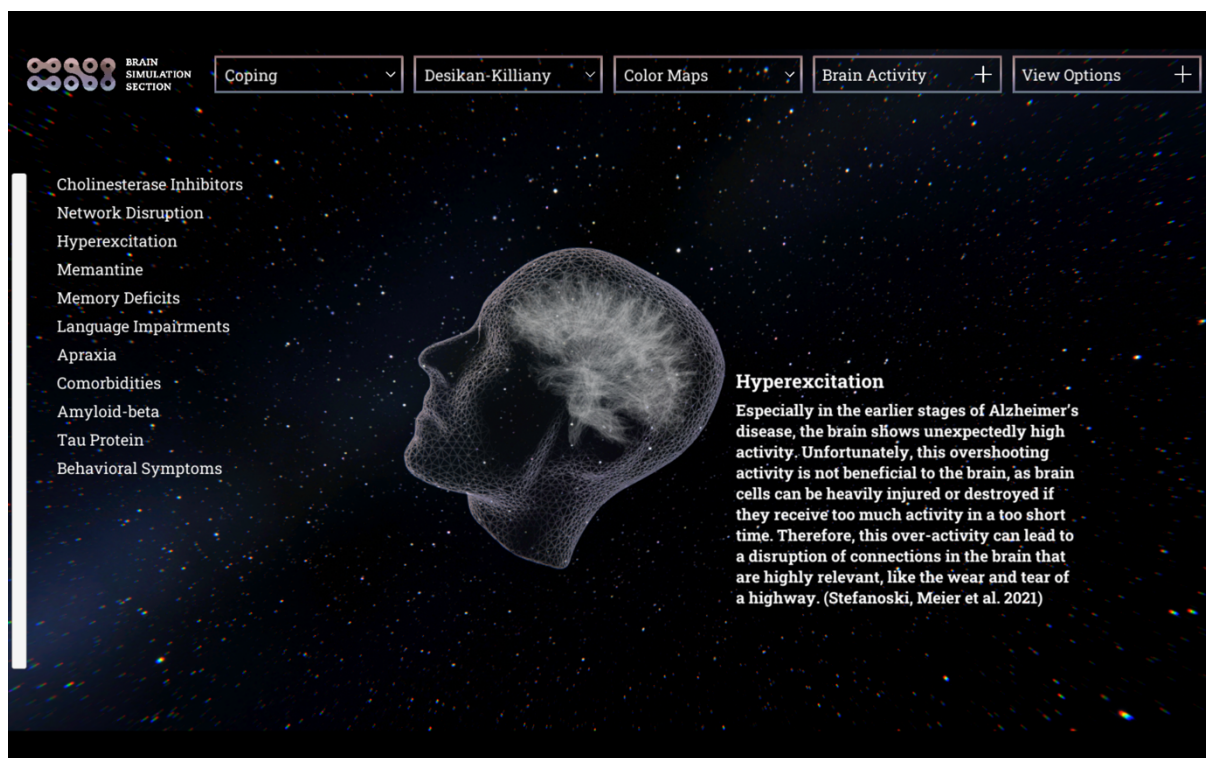 BRAIN
SIMULATION
SECTION
Coping
Desikan-Killiany
Color Maps
Brain Activity
View Options
Cholinesterase Inhibitors
Network Disruption
Hyperexcitation
Memantine
Memory Deficits
Language Impairments
Apraxia
Comorbidities
Amyloid-beta
Tau Protein
Behavioral Symptoms
Hyperexcitation
Especially in the earlier stages of Alzheimer's
disease, the brain shows unexpectedly high
activity. Unfortunately, this overshooting
activity is not beneficial to the brain, as brain
cells can be heavily injured or destroyed if
they receive too much activity in a too short
time. Therefore, this over-activity can lead to
a disruption of connections in the brain that
are highly relevant, like the wear and tear of
a highway. (Stefanoski, Meier et al. 2021)